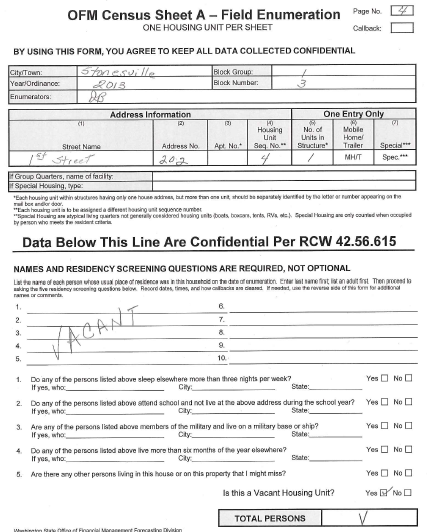 OFM Census Sheet A – Field Enumeration
ONE HOUSING UNIT PER SHEET
Page No. 4
Callback:
BY USING THIS FORM, YOU AGREE TO KEEP ALL DATA COLLECTED CONFIDENTIAL
City/Town: Stonesville Block Group: 1
Year/Ordinance: 2013 Block Number: 3
Enumerators:
Address Information One Entry Only
(1) (2) (3) (4) (5) (6) (7)
Street Name Address No. Apt. No.* Housing Unit Seq. No.** No. of Units in Structure* Mobile Home/ Trailer Special***
1st Street 202 4 1 MH/T Spec.***
If Group Quarters, name of facility:
If Special Housing, type:
*Each housing unit within structures having only one house address, but more than one unit, should be separately identified by the letter or number appearing on the
mail box and/or door.
**Each housing unit is to be assigned a different housing unit sequence number.
***Special Housing are atypical living quarters not generally considered housing units (boats, boxcars, tents, RVs, etc.). Special Housing are only counted when occupied
by person who meets the resident criteria.
Data Below This Line Are Confidential Per RCW 42.56.615
NAMES AND RESIDENCY SCREENING QUESTIONS ARE REQUIRED, NOT OPTIONAL
List the name of each person whose usual place of residence was in this household on the date of enumeration. Enter last name first; list an adult first. Then proceed to
asking the five residency screening questions below. Record dates, times, and how callbacks are cleared. If needed, use the reverse side of this form for additional
names or comments.
1. 6.
2. 7.
3. 8.
4. 9.
5. 10.
VACANT
1. Do any of the persons listed above sleep elsewhere more than three nights per week? Yes No
If yes, who: City: State:
2. Do any of the persons listed above attend school and not live at the above address during the school year? Yes No
If yes, who: City: State:
3. Are any of the persons listed above members of the military and live on a military base or ship? Yes No
If yes, who: City: State:
4. Do any of the persons listed above live more than six months of the year elsewhere? Yes No
If yes, who: City: State:
5. Are there any other persons living in this house or on this property that I might miss? Yes No
Is this a Vacant Housing Unit? Yes No
TOTAL PERSONS V
Washington State Office of Financial Management Forecasting Division